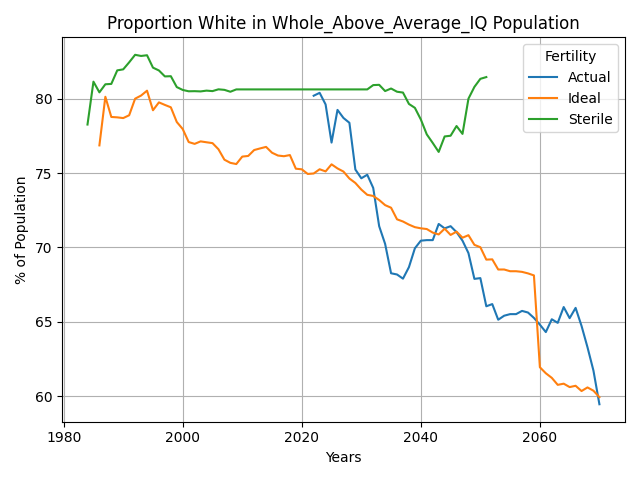 Proportion White in Whole_Above_Average_IQ Population
Fertility
Actual
Ideal
Sterile
% of Population
80
75
70
65
60
1980
2000
2020
2040
2060
Years